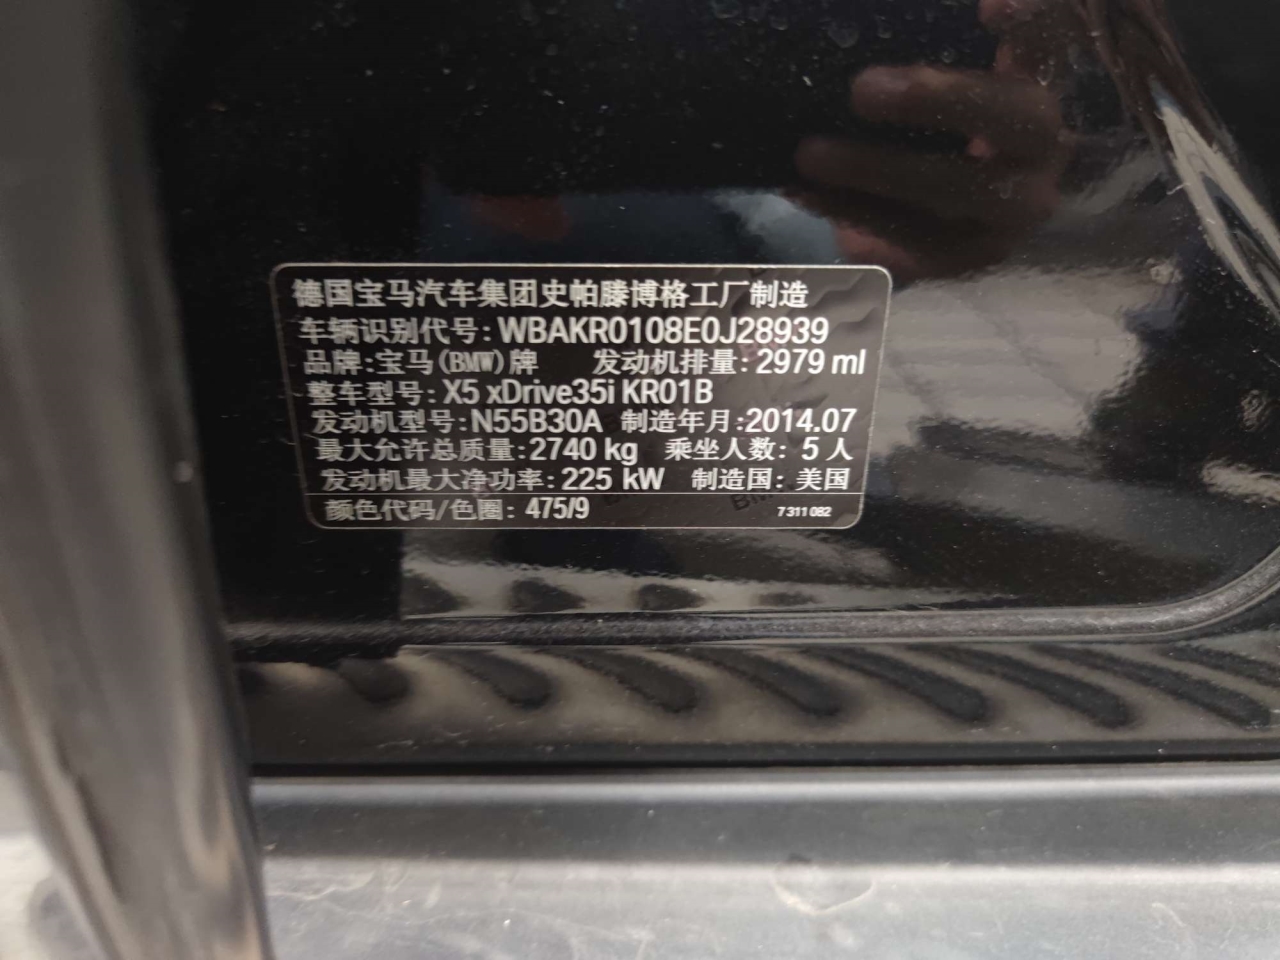 德国宝马汽车集团史帕滕博格工厂制造
车辆识别代号: WBAKR0108E0J28939
品牌:宝马(BMW)牌 发动机排量: 2979 ml
整车型号: X5 xDrive35i KR01B
发动机型号: N55B30A 制造年月:2014.07
最大允许总质量: 2740 kg 乘坐人数: 5 人
发动机最大净功率: 225 kW 制造国: 美国
颜色代码/色圈: 475/9 7 311 082